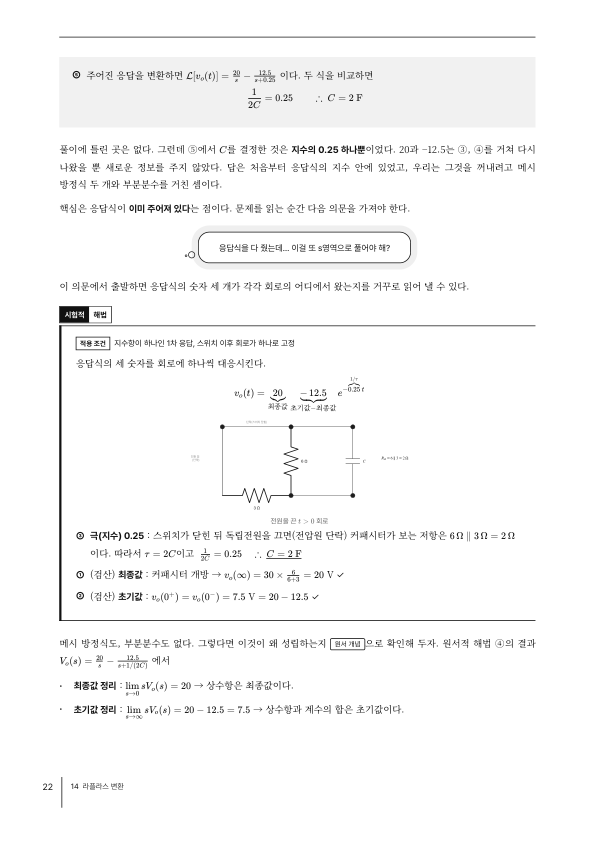 ⑤ 주어진 응답을 변환하면 ℒ[v_o(t)] = 20/s − 12.5/(s+0.25) 이다. 두 식을 비교하면
1/(2C) = 0.25 ∴ C = 2 F
풀이에 틀린 곳은 없다. 그런데 ⑤에서 C를 결정한 것은 지수의 0.25 하나뿐이었다. 20과 −12.5는 ③, ④를 거쳐 다시
나왔을 뿐 새로운 정보를 주지 않았다. 답은 처음부터 응답식의 지수 안에 있었고, 우리는 그것을 꺼내려고 메시
방정식 두 개와 부분분수를 거친 셈이다.
핵심은 응답식이 이미 주어져 있다는 점이다. 문제를 읽는 순간 다음 의문을 가져야 한다.
응답식을 다 줬는데... 이걸 또 s영역으로 풀어야 해?
이 의문에서 출발하면 응답식의 숫자 세 개가 각각 회로의 어디에서 왔는지를 거꾸로 읽어 낼 수 있다.
시험적 해법
적용 조건 지수항이 하나인 1차 응답, 스위치 이후 회로가 하나로 고정
응답식의 세 숫자를 회로에 하나씩 대응시킨다.
1/τ
v_o(t) = 20 −12.5 e^{−0.25 t}
최종값 초기값−최종값
6 Ω
C
3 Ω
전원을 끈 t > 0 회로
③ 극(지수) 0.25 : 스위치가 닫힌 뒤 독립전원을 끄면(전압원 단락) 커패시터가 보는 저항은 6 Ω ∥ 3 Ω = 2 Ω
이다. 따라서 τ = 2C이고 1/(2C) = 0.25 ∴ C = 2 F
① (검산) 최종값 : 커패시터 개방 → v_o(∞) = 30 × 6/(6+3) = 20 V ✓
② (검산) 초기값 : v_o(0⁺) = v_o(0⁻) = 7.5 V = 20 − 12.5 ✓
메시 방정식도, 부분분수도 없다. 그렇다면 이것이 왜 성립하는지 원서 개념으로 확인해 두자. 원서적 해법 ④의 결과
V_o(s) = 20/s − 12.5/(s+1/(2C)) 에서
· 최종값 정리 : lim_{s→0} sV_o(s) = 20 → 상수항은 최종값이다.
· 초기값 정리 : lim_{s→∞} sV_o(s) = 20 − 12.5 = 7.5 → 상수항과 계수의 합은 초기값이다.
22 14 라플라스 변환